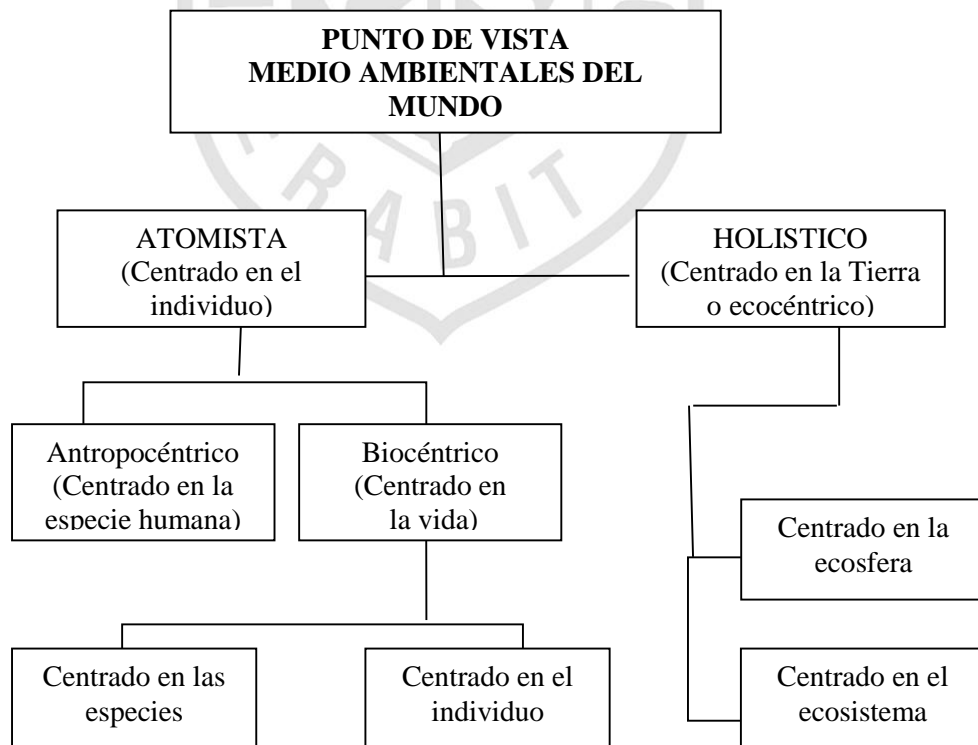 PUNTO DE VISTA
MEDIO AMBIENTALES DEL
MUNDO
ATOMISTA
(Centrado en el
individuo)
HOLISTICO
(Centrado en la Tierra
o ecocéntrico)
Antropocéntrico
(Centrado en la
especie humana)
Biocéntrico
(Centrado en
la vida)
Centrado en la
ecosfera
Centrado en las
especies
Centrado en el
individuo
Centrado en el
ecosistema
RABIT